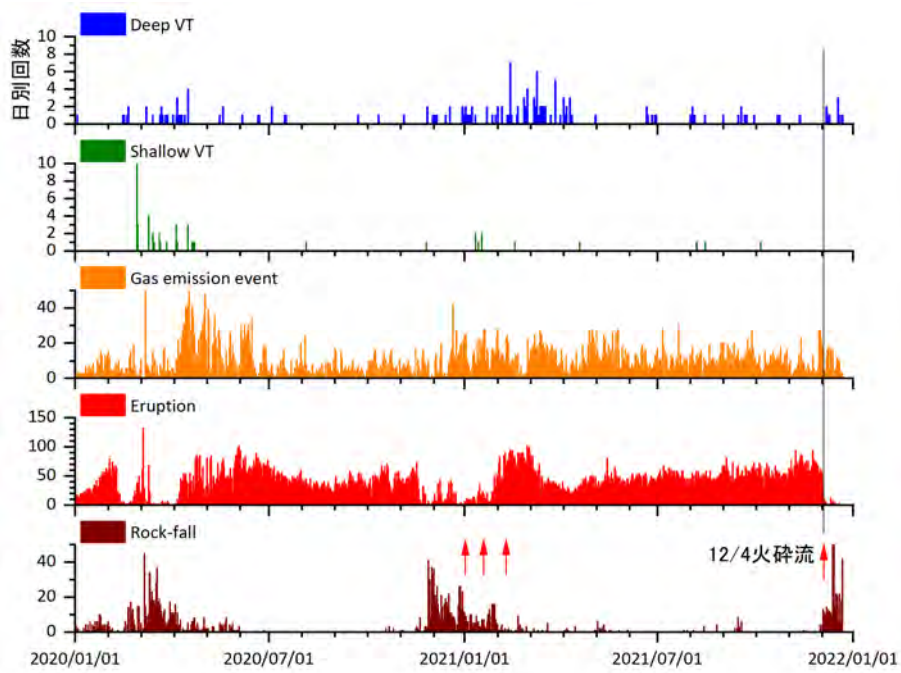 Deep VT
10
8
6
4
2
0
日別回数
Shallow VT
10
8
6
4
2
0
Gas emission event
40
20
0
Eruption
150
100
50
0
Rock-fall
40
20
0
12/4火砕流
2020/01/01 2020/07/01 2021/01/01 2021/07/01 2022/01/01